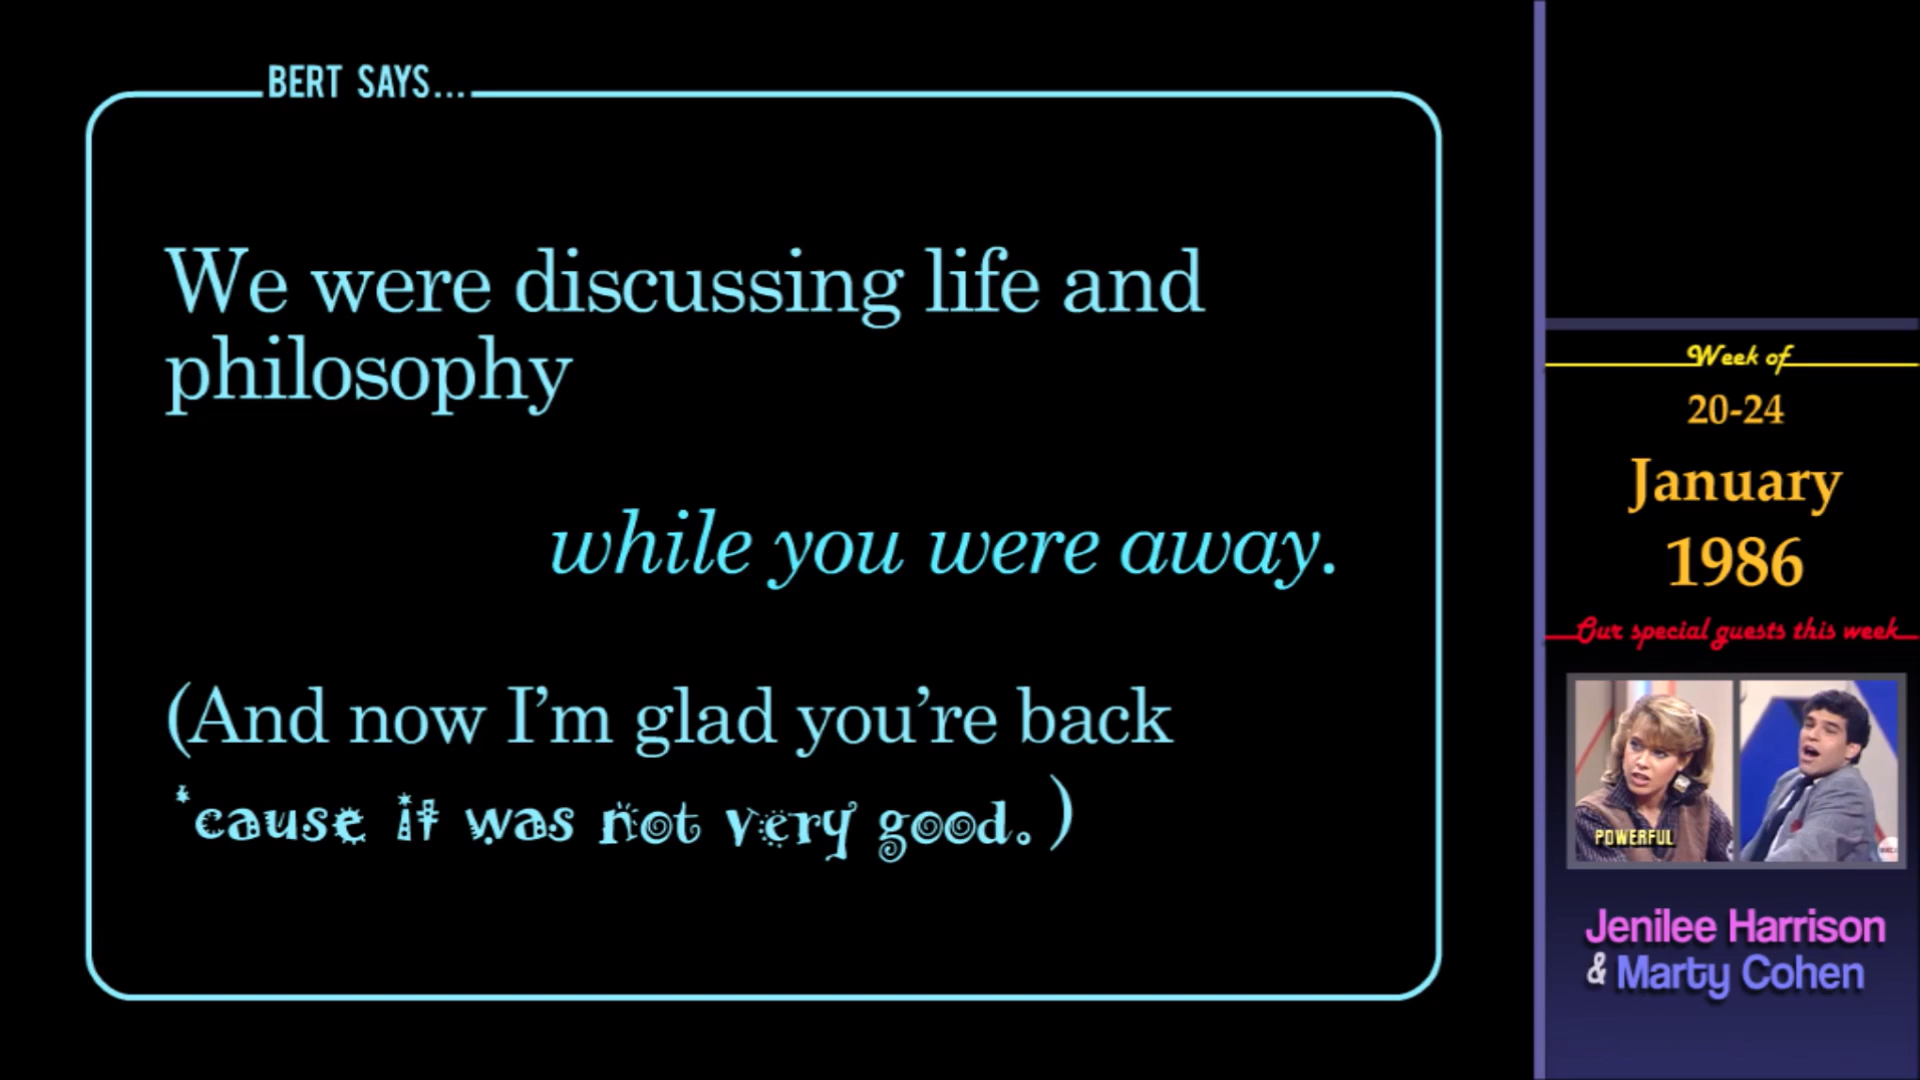 BERT SAYS...
We were discussing life and
philosophy
while you were away.
(And now I'm glad you're back
'cause it was not very good.)
Week of
20-24
January
1986
Our special guests this week
POWERFUL
Jenilee Harrison
& Marty Cohen